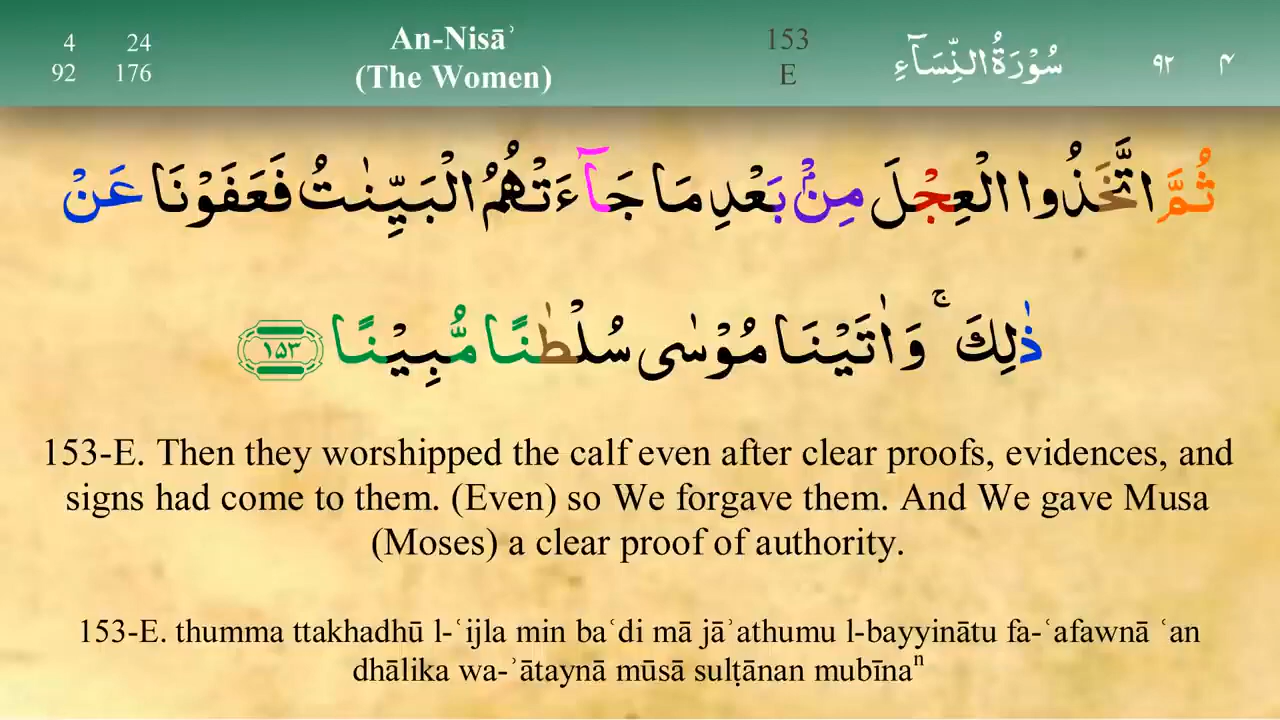 4 24 An-Nisāʾ 153 سُوْرَةُ النِّسَآءِ ٩٢ ۴
92 176 (The Women) E
ثُمَّ اتَّخَذُوا الْعِجْلَ مِنْۢ بَعْدِ مَا جَآءَتْهُمُ الْبَيِّنٰتُ فَعَفَوْنَا عَنْ
ذٰلِكَ ۚ وَاٰتَيْنَا مُوْسٰى سُلْطٰنًا مُّبِيْنًا ١٥٣
153-E. Then they worshipped the calf even after clear proofs, evidences, and
signs had come to them. (Even) so We forgave them. And We gave Musa
(Moses) a clear proof of authority.
153-E. thumma ttakhadhū l-ʿijla min baʿdi mā jāʾathumu l-bayyinātu fa-ʿafawnā ʿan
dhālika wa-ʾātaynā mūsā sulṭānan mubīnaⁿ